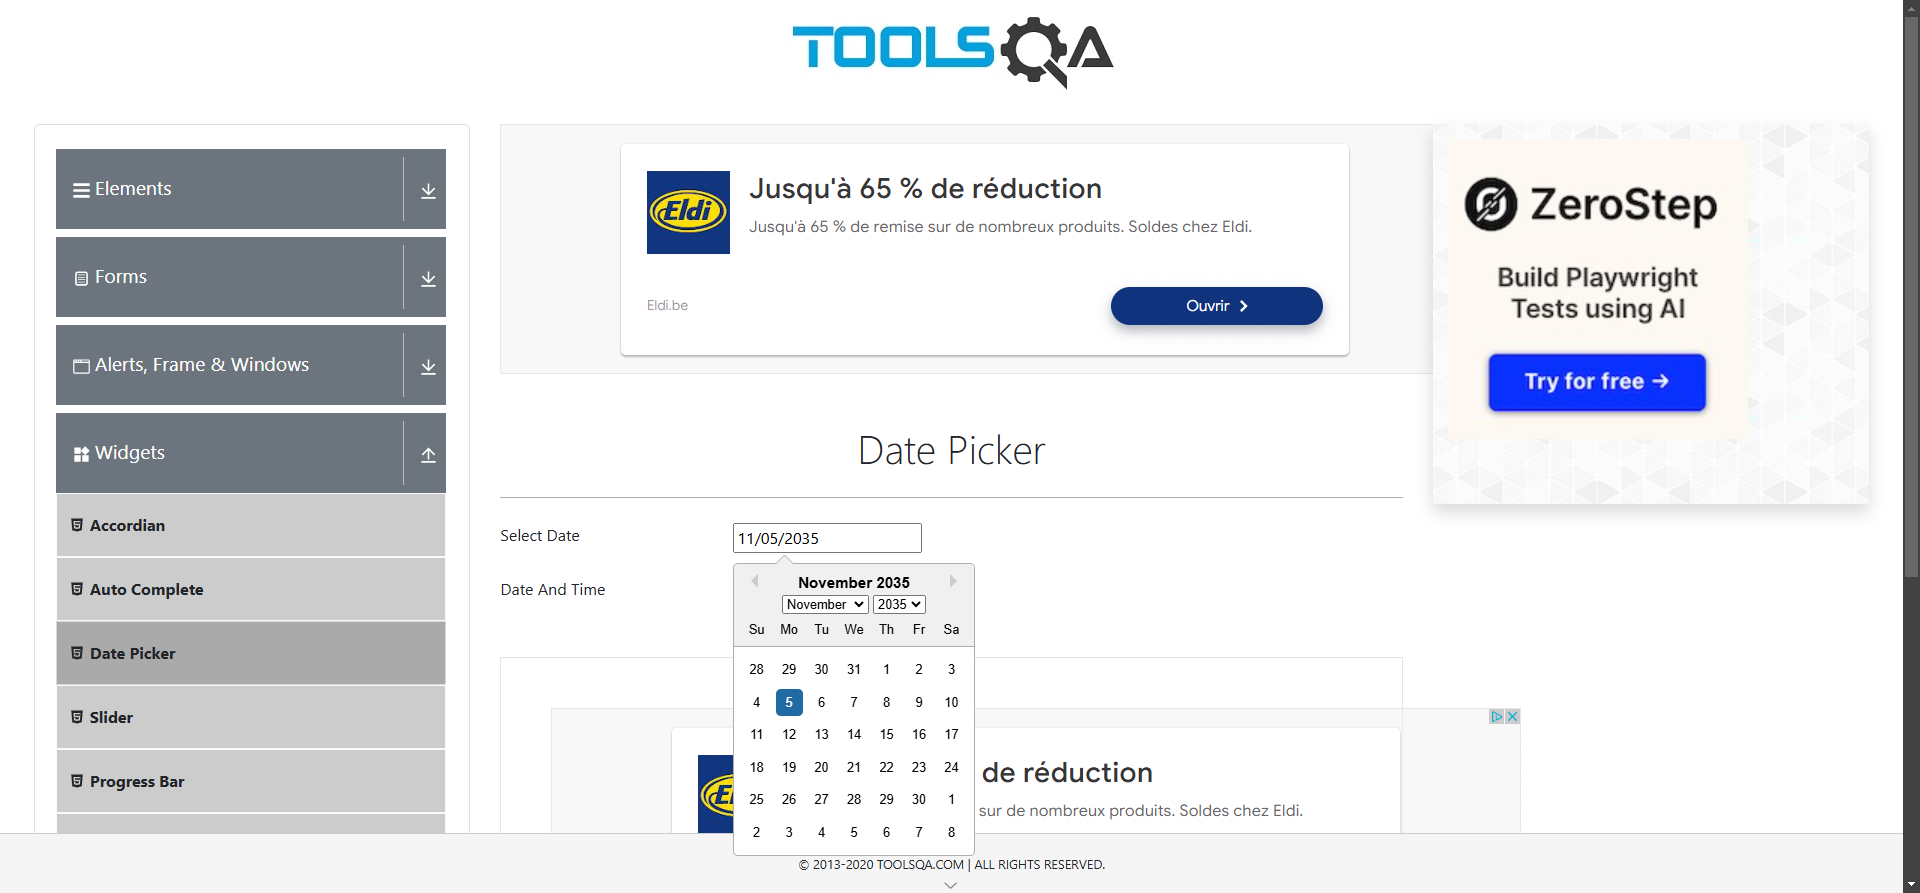 TOOLSQA
Elements
Forms
Alerts, Frame & Windows
Widgets
Accordian
Auto Complete
Date Picker
Slider
Progress Bar
Eldi
Jusqu'à 65 % de réduction
Jusqu'à 65 % de remise sur de nombreux produits. Soldes chez Eldi.
Eldi.be
Ouvrir
ZeroStep
Build Playwright
Tests using AI
Try for free →
Date Picker
Select Date
11/05/2035
Date And Time
November 2035
November 2035
Su Mo Tu We Th Fr Sa
28 29 30 31 1 2 3
4 5 6 7 8 9 10
11 12 13 14 15 16 17
18 19 20 21 22 23 24
25 26 27 28 29 30 1
2 3 4 5 6 7 8
de réduction
sur de nombreux produits. Soldes chez Eldi.
© 2013-2020 TOOLSQA.COM | ALL RIGHTS RESERVED.